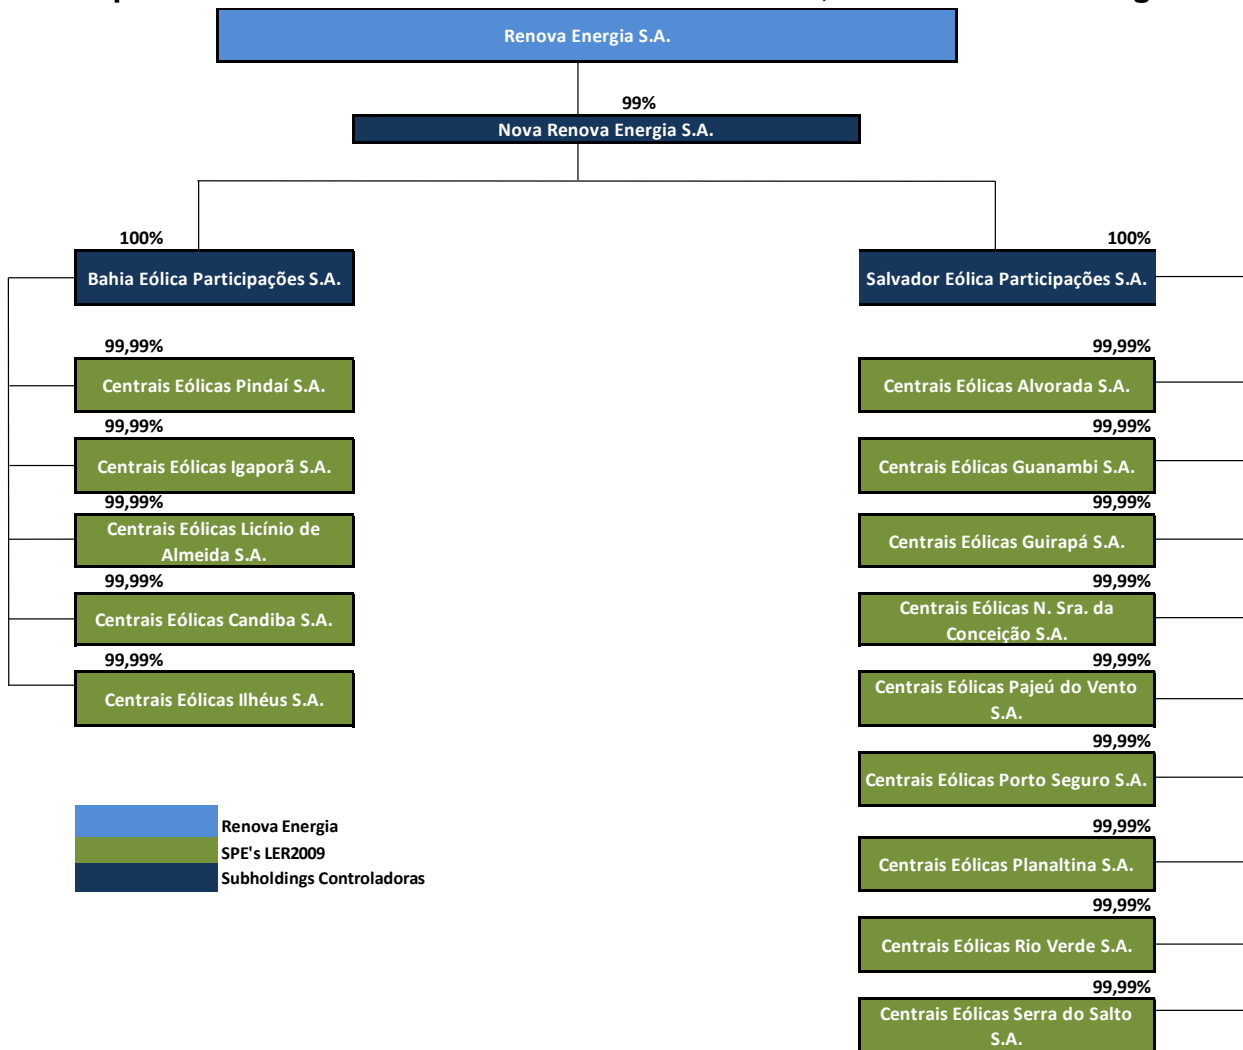 Renova Energia S.A.
99%
Nova Renova Energia S.A.
100%
Bahia Eólica Participações S.A.
99,99%
Centrais Eólicas Pindaí S.A.
99,99%
Centrais Eólicas Igaporã S.A.
99,99%
Centrais Eólicas Licínio de
Almeida S.A.
99,99%
Centrais Eólicas Candiba S.A.
99,99%
Centrais Eólicas Ilhéus S.A.
100%
Salvador Eólica Participações S.A.
99,99%
Centrais Eólicas Alvorada S.A.
99,99%
Centrais Eólicas Guanambi S.A.
99,99%
Centrais Eólicas Guirapá S.A.
99,99%
Centrais Eólicas N. Sra. da
Conceição S.A.
99,99%
Centrais Eólicas Pajeú do Vento
S.A.
99,99%
Centrais Eólicas Porto Seguro S.A.
99,99%
Centrais Eólicas Planaltina S.A.
99,99%
Centrais Eólicas Rio Verde S.A.
99,99%
Centrais Eólicas Serra do Salto
S.A.
Renova Energia
SPE's LER2009
Subholdings Controladoras